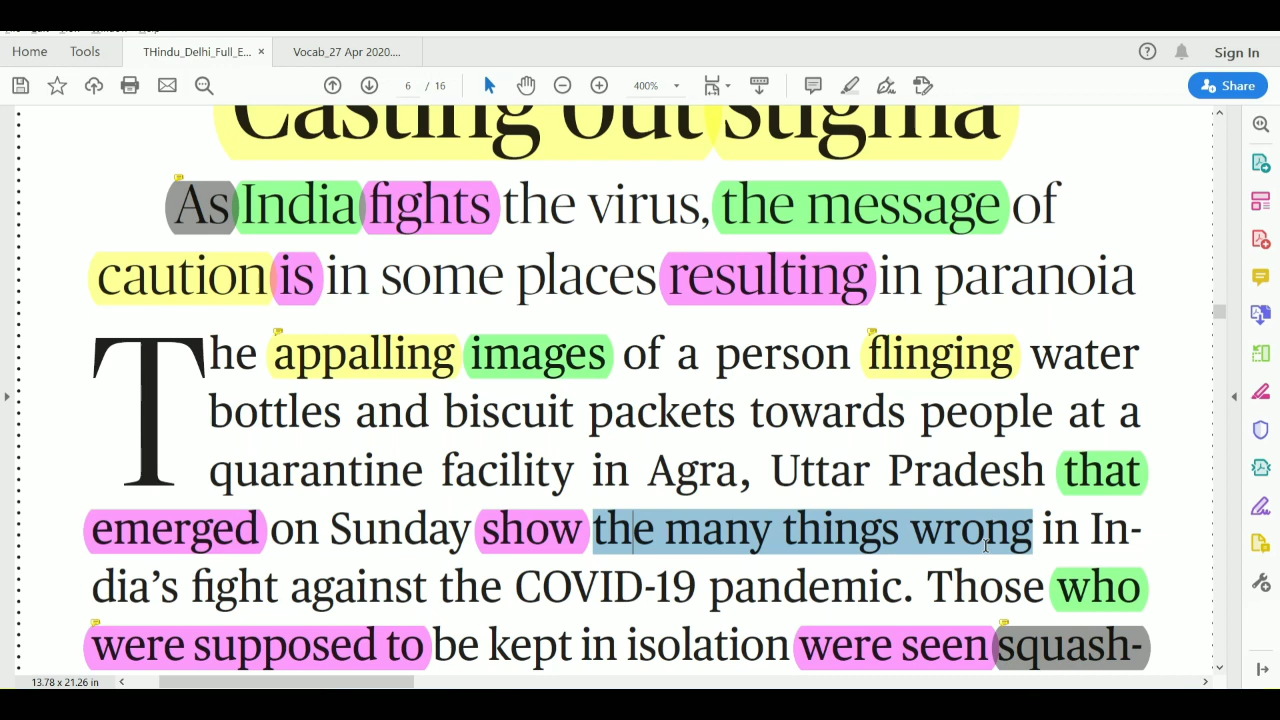 Home Tools THindu_Delhi_Full_E... × Vocab_27 Apr 2020.... Sign In
6 / 16 400% Share
Casting out stigma
As India fights the virus, the message of
caution is in some places resulting in paranoia
The appalling images of a person flinging water
bottles and biscuit packets towards people at a
quarantine facility in Agra, Uttar Pradesh that
emerged on Sunday show the many things wrong in In-
dia’s fight against the COVID-19 pandemic. Those who
were supposed to be kept in isolation were seen squash-
13.78 x 21.26 in